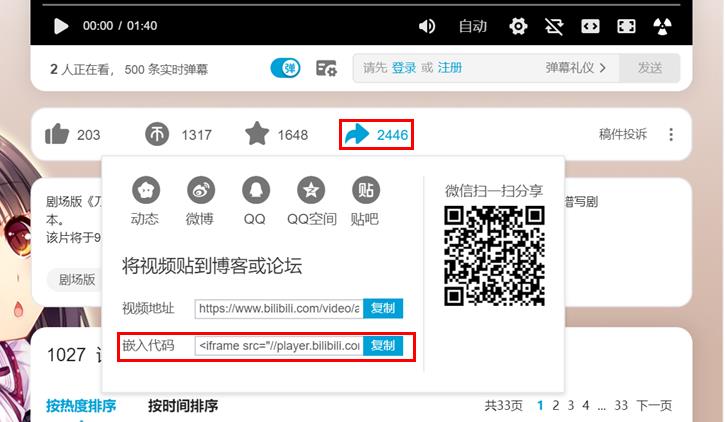 00:00 / 01:40 自动
2 人正在看， 500 条实时弹幕 弹 请先 登录 或 注册 弹幕礼仪 > 发送
203 1317 1648 2446 稿件投诉
剧场版《刀
谱写剧
本。
该片将于9
剧场版
动态 微博 QQ QQ空间 贴吧
贴
微信扫一扫分享
将视频贴到博客或论坛
视频地址 https://www.bilibili.com/video/a 复制
嵌入代码 <iframe src="//player.bilibili.co 复制
1027
按热度排序 按时间排序 共33页 1 2 3 4 ... 33 下一页